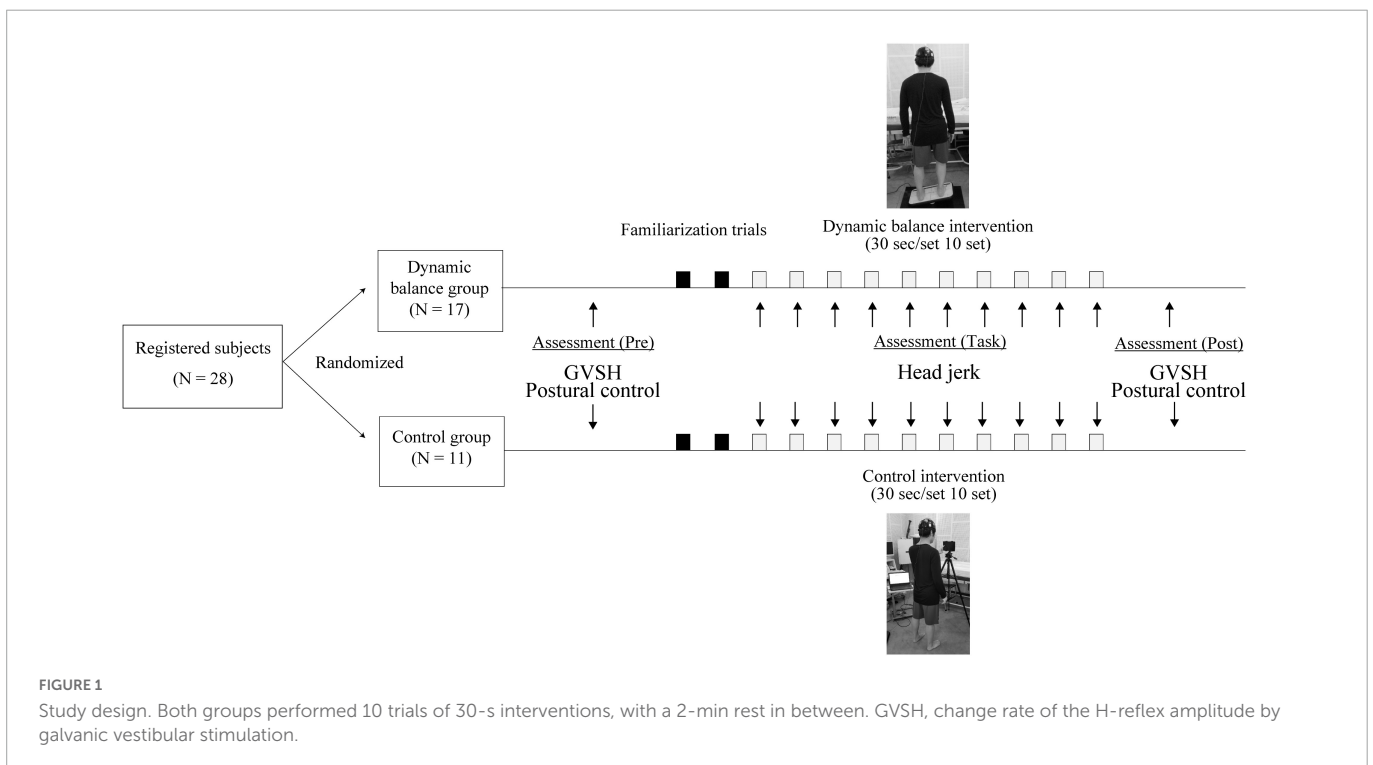 Familiarization trials
Dynamic balance intervention
(30 sec/set 10 set)
Dynamic
balance group
(N = 17)
Registered subjects
(N = 28)
Randomized
Assessment (Pre)
GVSH
Postural control
Assessment (Task)
Head jerk
Assessment (Post)
GVSH
Postural control
Control group
(N = 11)
Control intervention
(30 sec/set 10 set)
FIGURE 1
Study design. Both groups performed 10 trials of 30-s interventions, with a 2-min rest in between. GVSH, change rate of the H-reflex amplitude by
galvanic vestibular stimulation.